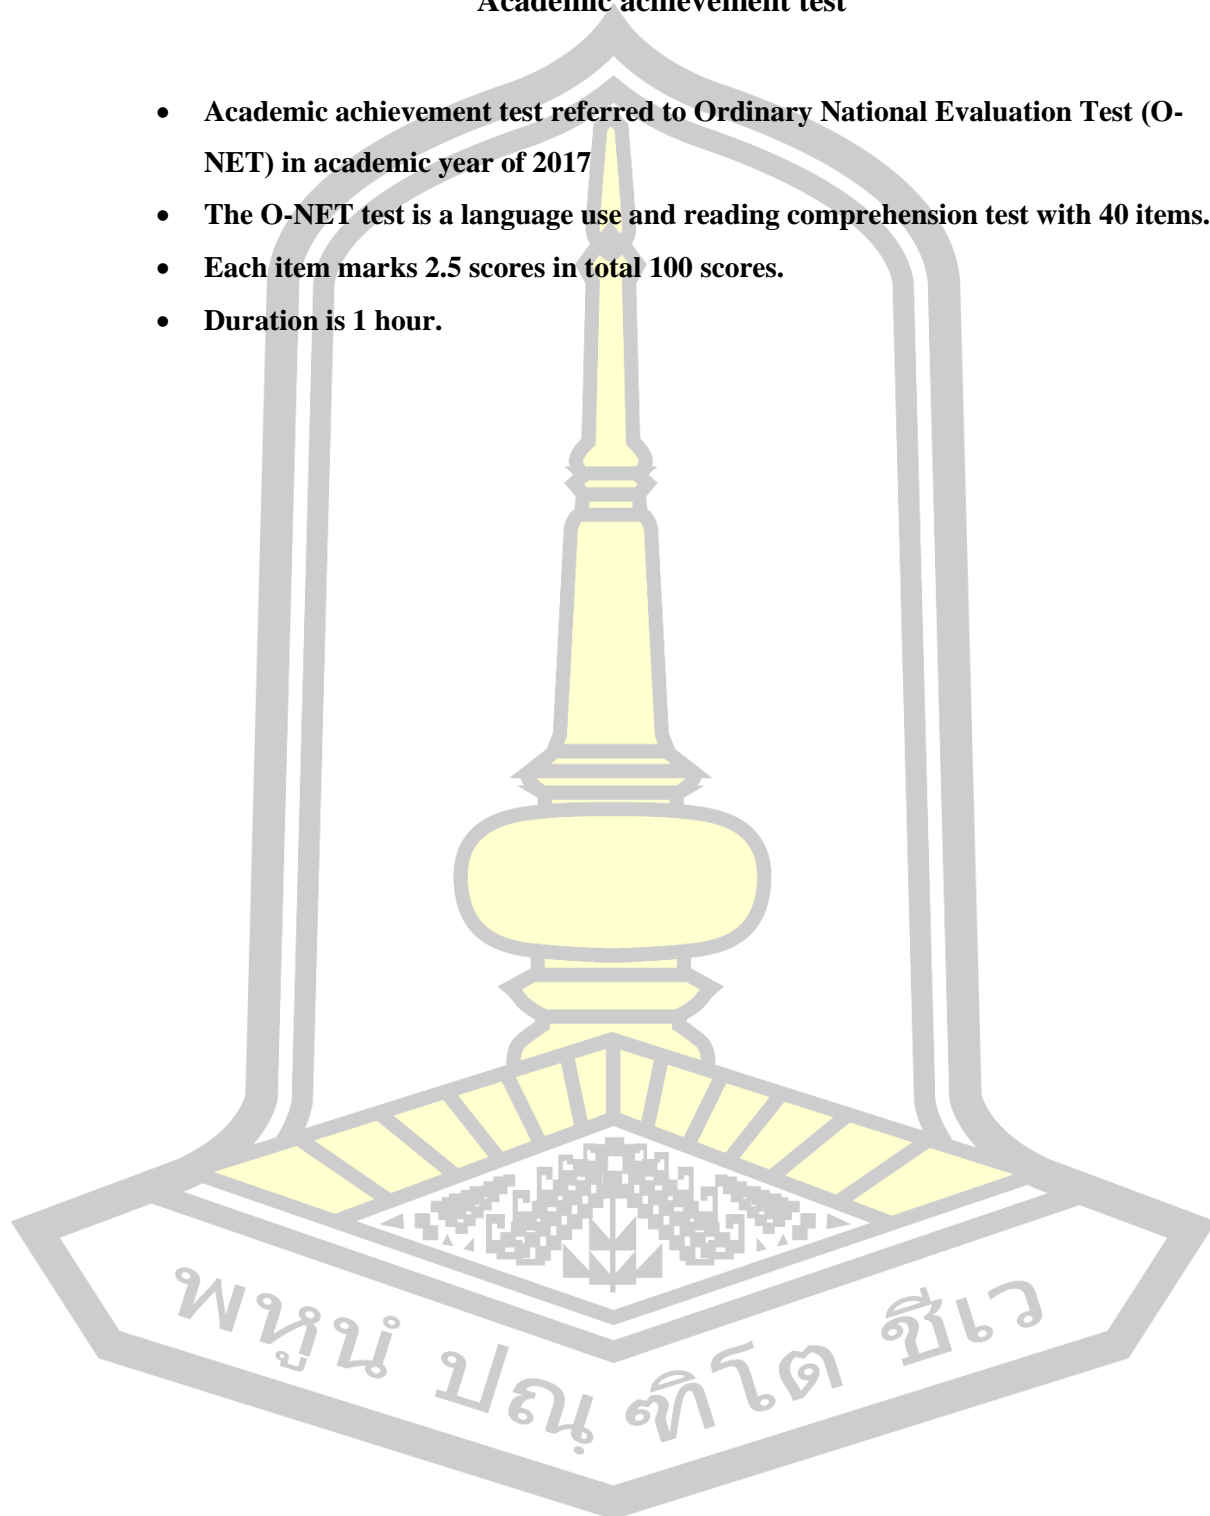 Academic achievement test
• Academic achievement test referred to Ordinary National Evaluation Test (O-
NET) in academic year of 2017
• The O-NET test is a language use and reading comprehension test with 40 items.
• Each item marks 2.5 scores in total 100 scores.
• Duration is 1 hour.
พหูนํ ปณฺฑิโต ชีเว